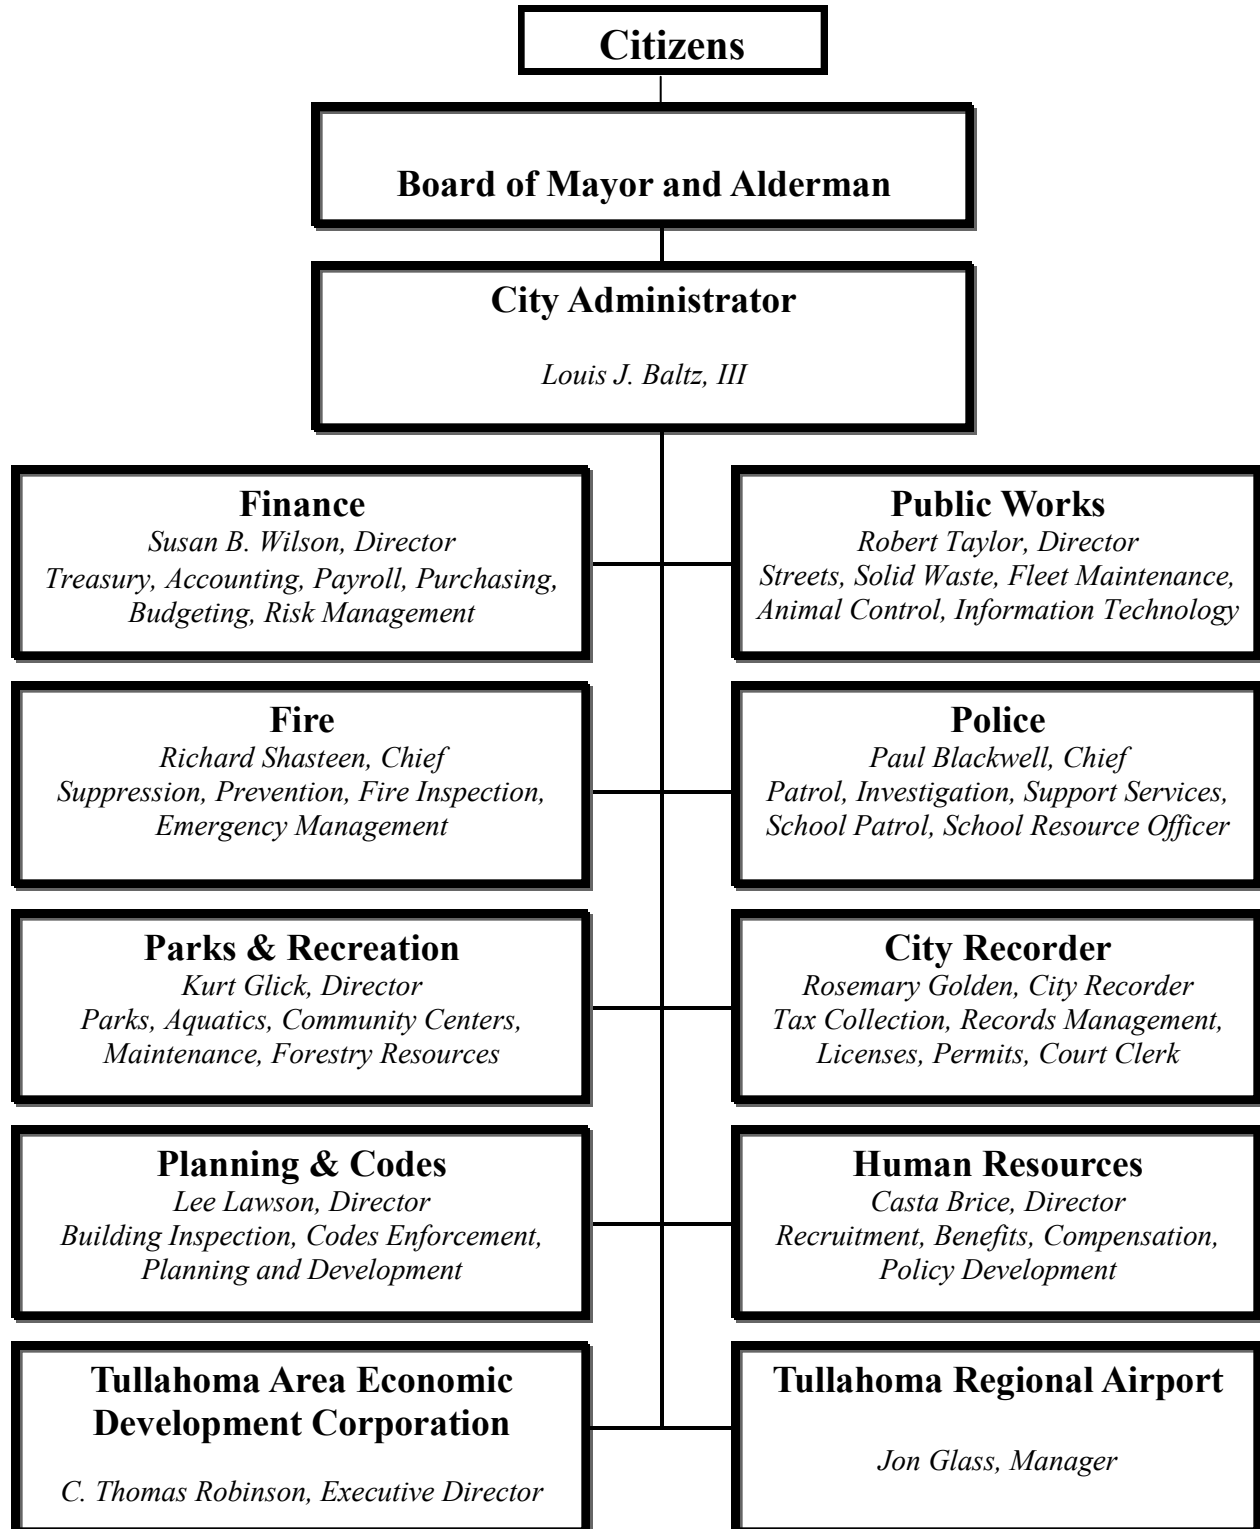 Citizens
Board of Mayor and Alderman
City Administrator
Louis J. Baltz, III
Finance
Susan B. Wilson, Director
Treasury, Accounting, Payroll, Purchasing,
Budgeting, Risk Management
Public Works
Robert Taylor, Director
Streets, Solid Waste, Fleet Maintenance,
Animal Control, Information Technology
Fire
Richard Shasteen, Chief
Suppression, Prevention, Fire Inspection,
Emergency Management
Police
Paul Blackwell, Chief
Patrol, Investigation, Support Services,
School Patrol, School Resource Officer
Parks & Recreation
Kurt Glick, Director
Parks, Aquatics, Community Centers,
Maintenance, Forestry Resources
City Recorder
Rosemary Golden, City Recorder
Tax Collection, Records Management,
Licenses, Permits, Court Clerk
Planning & Codes
Lee Lawson, Director
Building Inspection, Codes Enforcement,
Planning and Development
Human Resources
Casta Brice, Director
Recruitment, Benefits, Compensation,
Policy Development
Tullahoma Area Economic
Development Corporation
C. Thomas Robinson, Executive Director
Tullahoma Regional Airport
Jon Glass, Manager